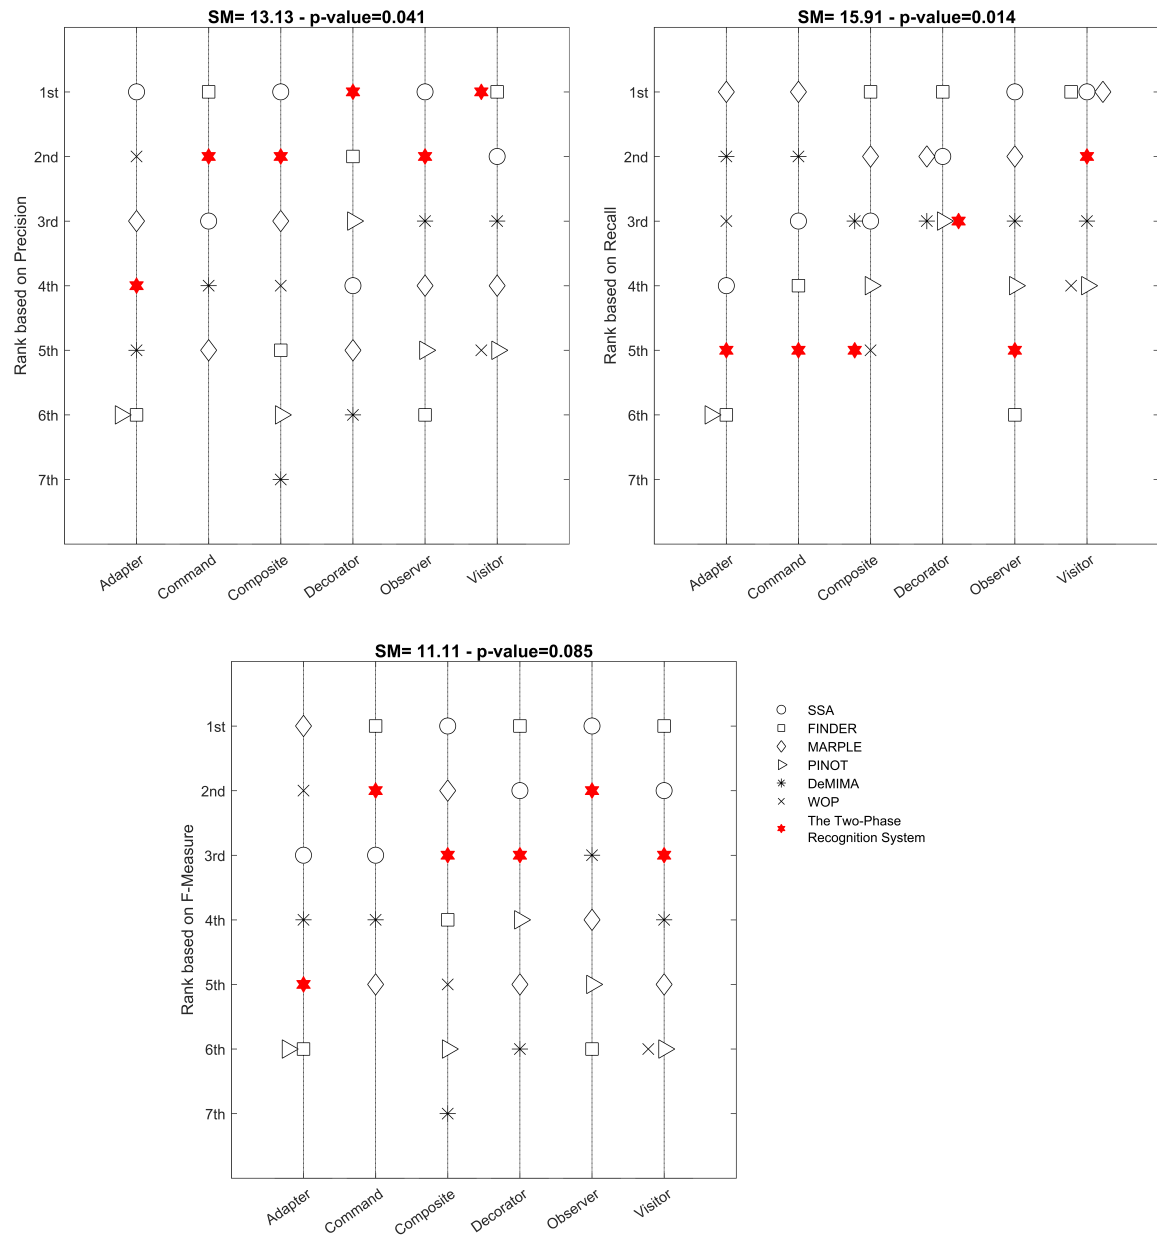 SM= 13.13 - p-value=0.041
Rank based on Precision
1st
2nd
3rd
4th
5th
6th
7th
Adapter
Command
Composite
Decorator
Observer
Visitor
SM= 15.91 - p-value=0.014
Rank based on Recall
1st
2nd
3rd
4th
5th
6th
7th
Adapter
Command
Composite
Decorator
Observer
Visitor
SM= 11.11 - p-value=0.085
Rank based on F-Measure
1st
2nd
3rd
4th
5th
6th
7th
Adapter
Command
Composite
Decorator
Observer
Visitor
SSA
FINDER
MARPLE
PINOT
DeMIMA
WOP
The Two-Phase
Recognition System